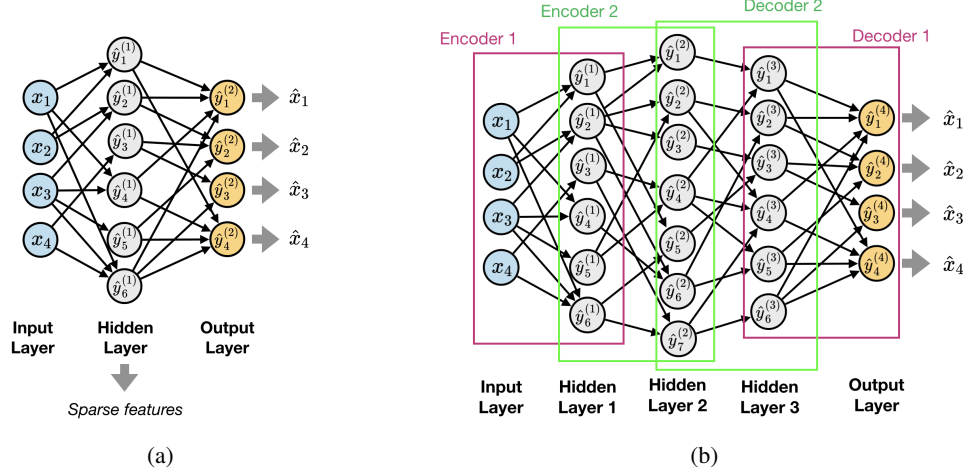 Encoder 2
Decoder 2
Encoder 1
Decoder 1
x₁
x₂
x₃
x₄
ŷ₁⁽¹⁾
ŷ₂⁽¹⁾
ŷ₃⁽¹⁾
ŷ₄⁽¹⁾
ŷ₅⁽¹⁾
ŷ₆⁽¹⁾
ŷ₁⁽²⁾
ŷ₂⁽²⁾
ŷ₃⁽²⁾
ŷ₄⁽²⁾
x̂₁
x̂₂
x̂₃
x̂₄
Input
Layer
Hidden
Layer
Output
Layer
Sparse features
(a)
x₁
x₂
x₃
x₄
ŷ₁⁽¹⁾
ŷ₂⁽¹⁾
ŷ₃⁽¹⁾
ŷ₄⁽¹⁾
ŷ₅⁽¹⁾
ŷ₆⁽¹⁾
ŷ₁⁽²⁾
ŷ₂⁽²⁾
ŷ₃⁽²⁾
ŷ₄⁽²⁾
ŷ₅⁽²⁾
ŷ₆⁽²⁾
ŷ₇⁽²⁾
ŷ₁⁽³⁾
ŷ₂⁽³⁾
ŷ₃⁽³⁾
ŷ₄⁽³⁾
ŷ₅⁽³⁾
ŷ₆⁽³⁾
ŷ₁⁽⁴⁾
ŷ₂⁽⁴⁾
ŷ₃⁽⁴⁾
ŷ₄⁽⁴⁾
x̂₁
x̂₂
x̂₃
x̂₄
Input
Layer
Hidden
Layer 1
Hidden
Layer 2
Hidden
Layer 3
Output
Layer
(b)